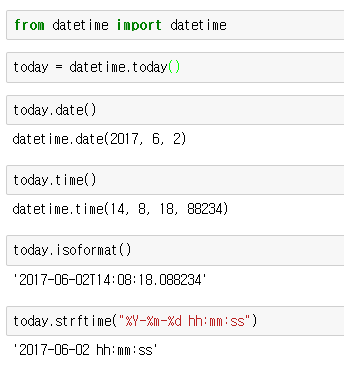 from datetime import datetime
today = datetime.today()
today.date()
datetime.date(2017, 6, 2)
today.time()
datetime.time(14, 8, 18, 88234)
today.isoformat()
'2017-06-02T14:08:18.088234'
today.strftime("%Y-%m-%d hh:mm:ss")
'2017-06-02 hh:mm:ss'